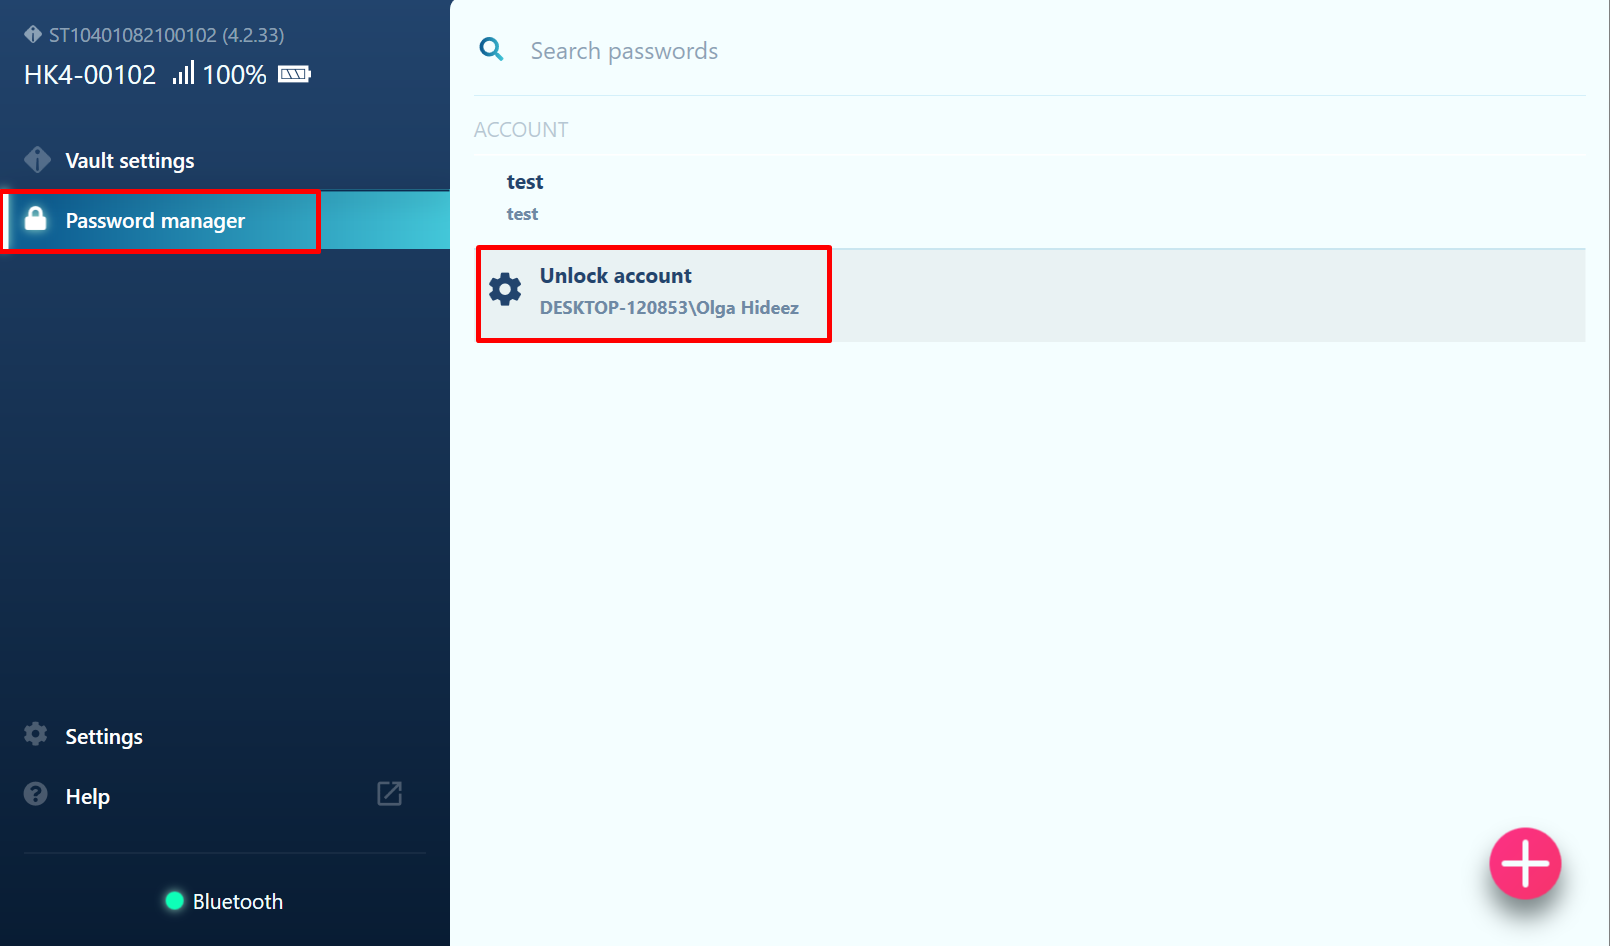 ST10401082100102 (4.2.33)
HK4-00102 100%
Vault settings
Password manager
Settings
Help
Bluetooth
Search passwords
ACCOUNT
test
test
Unlock account
DESKTOP-120853\Olga Hideez